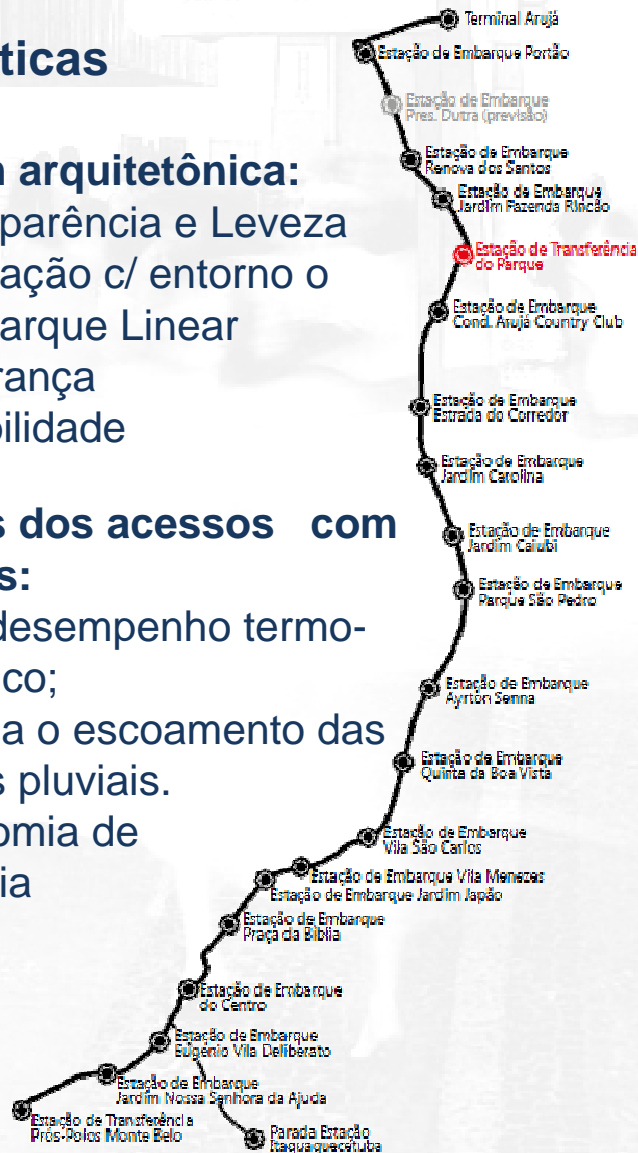 ticas
arquitetônica:
parência e Leveza
ação c/ entorno o
arque Linear
rança
bilidade
s dos acessos com
s:
desempenho termo-
ico;
a o escoamento das
s pluviais.
omia de
ia
Terminal Arujá
Estação de Embarque Portão
Estação de Embarque
Pres. Dutra (previsão)
Estação de Embarque
Renova dos Santos
Estação de Embarque
Jardim Fazenda Rincão
Estação de Transferência
do Parque
Estação de Embarque
Cond. Arujá Country Club
Estação de Embarque
Estrada do Corredor
Estação de Embarque
Jardim Carolina
Estação de Embarque
Jardim Caiubi
Estação de Embarque
Parque São Pedro
Estação de Embarque
Ayrton Senna
Estação de Embarque
Quinta da Boa Vista
Estação de Embarque
Vila São Carlos
Estação de Embarque Vila Menezes
Estação de Embarque Jardim Japão
Estação de Embarque
Praça da Bíblia
Estação de Embarque
do Centro
Estação de Embarque
Eugênio Vila Deliberato
Estação de Embarque
Jardim Nossa Senhora da Ajuda
Estação de Transferência
Prós-Polos Monte Belo
Parada Estação
Itaquaquecetuba